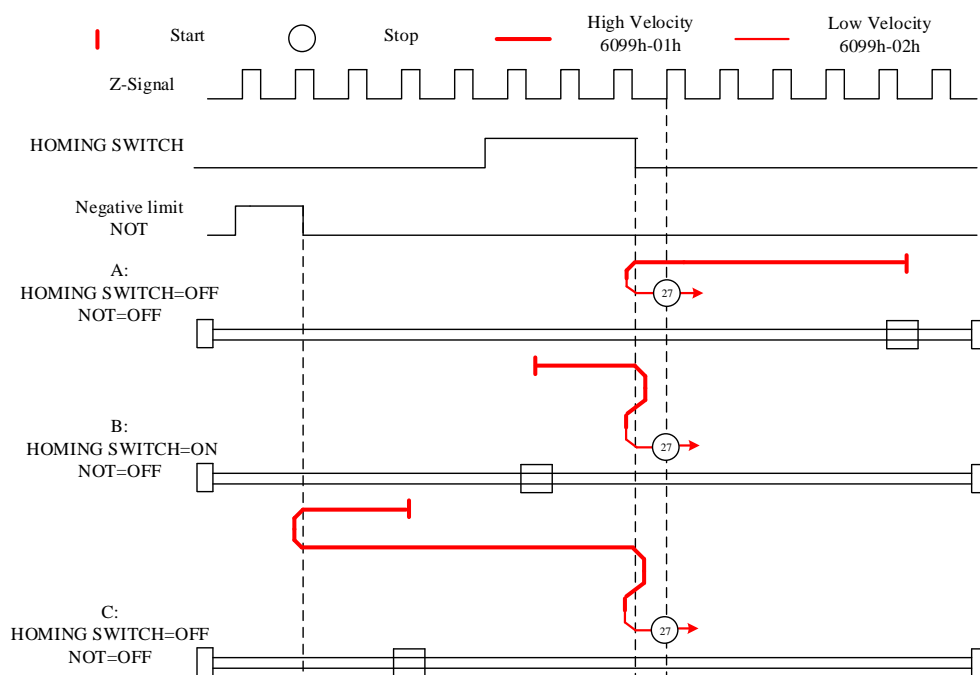 Start Stop High Velocity Low Velocity
6099h-01h 6099h-02h
Z-Signal
HOMING SWITCH
Negative limit
NOT
A:
HOMING SWITCH=OFF
NOT=OFF
27
B:
HOMING SWITCH=ON
NOT=OFF
27
C:
HOMING SWITCH=OFF
NOT=OFF
27